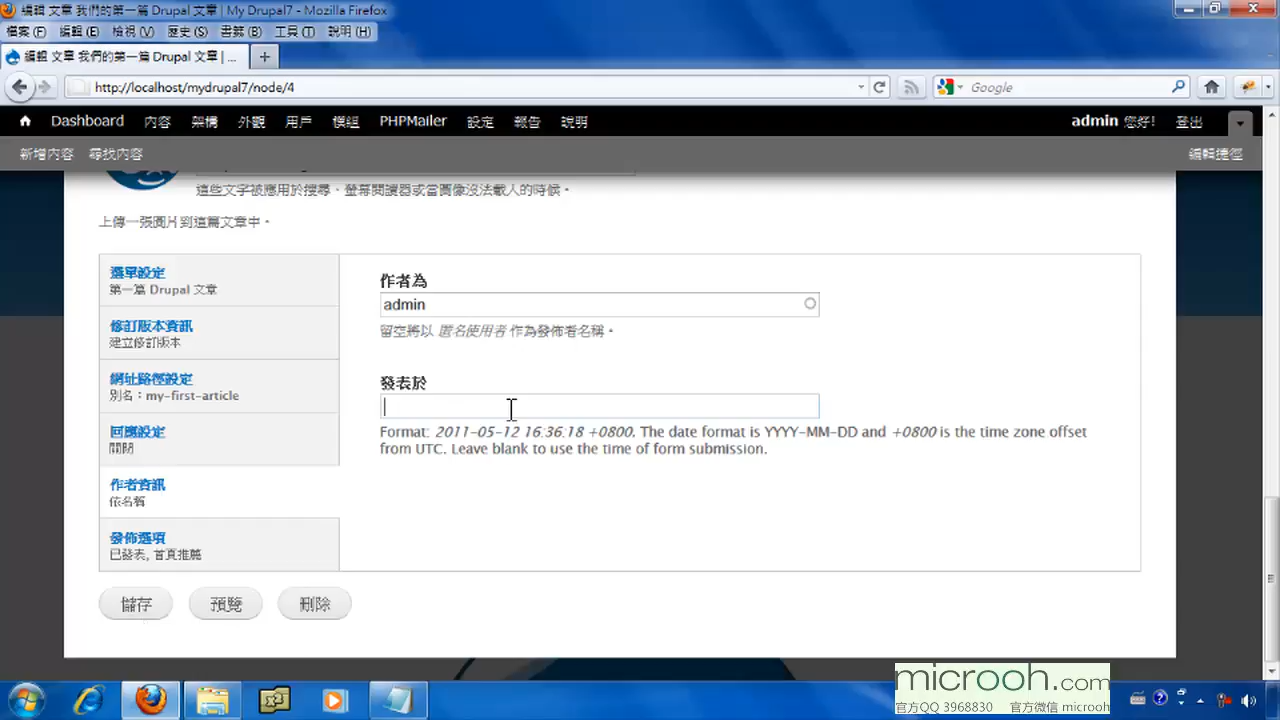 編輯 文章 我們的第一篇 Drupal 文章 | My Drupal7 - Mozilla Firefox
檔案 (F) 編輯 (E) 檢視 (V) 歷史 (S) 書籤 (B) 工具 (T) 說明 (H)
編輯 文章 我們的第一篇 Drupal 文章 | ...
http://localhost/mydrupal7/node/4
Google
Dashboard 內容 架構 外觀 用戶 模組 PHPMailer 設定 報告 說明 admin 您好! 登出
新增內容 尋找內容 編輯捷徑
這些文字被應用於搜尋、螢幕閱讀器或當圖像沒法載入的時候。
上傳一張圖片到這篇文章中。
選單設定
第一篇 Drupal 文章
修訂版本資訊
建立修訂版本
網址路徑設定
別名：my-first-article
回應設定
關閉
作者資訊
依名稱
發佈選項
已發表, 首頁推薦
作者為
admin
留空將以 匿名使用者 作為發佈者名稱。
發表於
Format: 2011-05-12 16:36:18 +0800. The date format is YYYY-MM-DD and +0800 is the time zone offset
from UTC. Leave blank to use the time of form submission.
儲存 預覽 刪除
microoh.com
官方QQ 3968830 官方微信 microoh